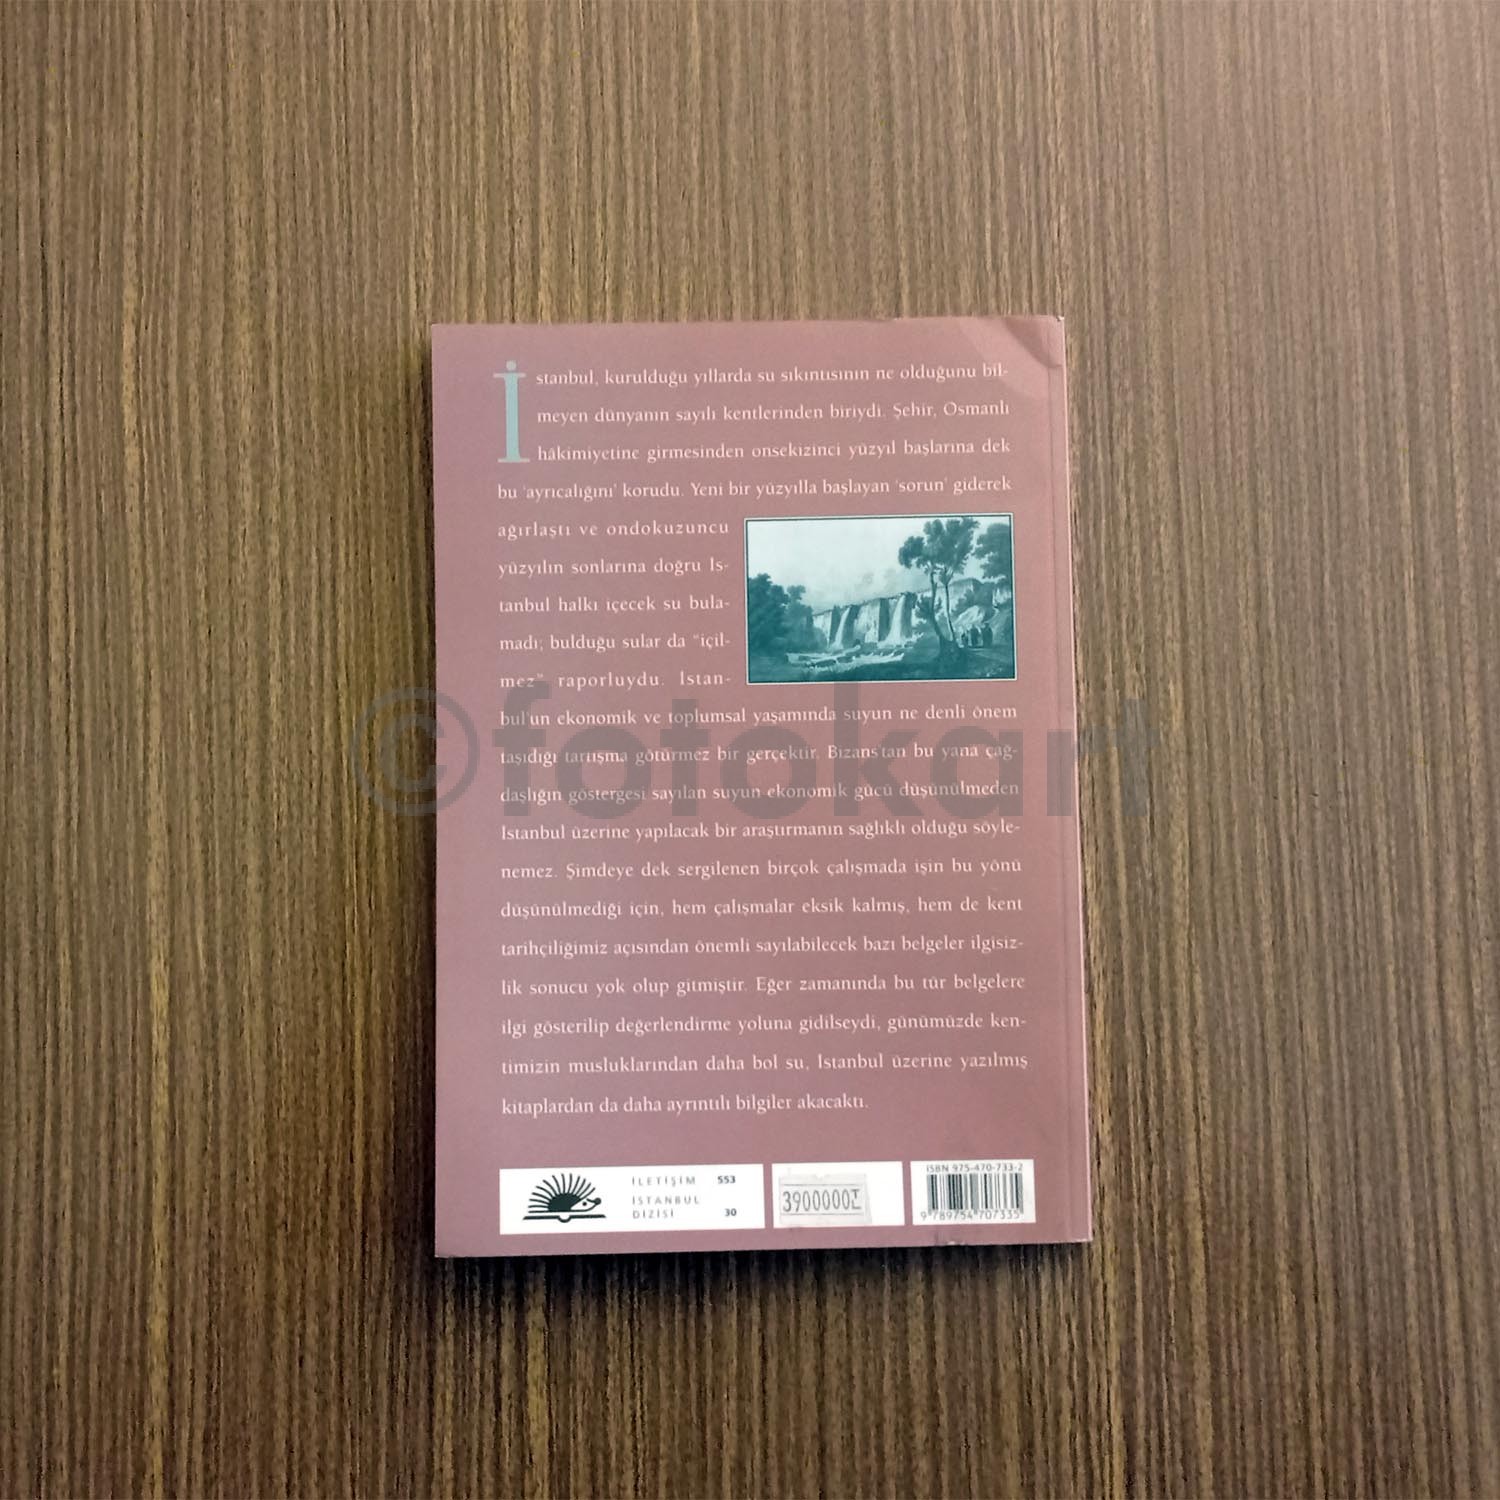 İstanbul, kurulduğu yıllarda su sıkıntısının ne olduğunu bil-
meyen dünyanın sayılı kentlerinden biriydi. Şehir, Osmanlı
hâkimiyetine girmesinden onsekizinci yüzyıl başlarına dek
bu 'ayrıcalığını' korudu. Yeni bir yüzyılla başlayan 'sorun' giderek
ağırlaştı ve ondokuzuncu
yüzyılın sonlarına doğru İs-
tanbul halkı içecek su bula-
madı; bulduğu sular da "içil-
mez" raporluydu. İstan-
bul'un ekonomik ve toplumsal yaşamında suyun ne denli önem
taşıdığı tartışma götürmez bir gerçektir. Bizans'tan bu yana çağ-
daşlığın göstergesi sayılan suyun ekonomik gücü düşünülmeden
İstanbul üzerine yapılacak bir araştırmanın sağlıklı olduğu söyle-
nemez. Şimdeye dek sergilenen birçok çalışmada işin bu yönü
düşünülmediği için, hem çalışmalar eksik kalmış, hem de kent
tarihçiliğimiz açısından önemli sayılabilecek bazı belgeler ilgisiz-
lik sonucu yok olup gitmiştir. Eğer zamanında bu tür belgelere
ilgi gösterilip değerlendirme yoluna gidilseydi, günümüzde ken-
timizin musluklarından daha bol su, İstanbul üzerine yazılmış
kitaplardan da daha ayrıntılı bilgiler akacaktı.
© fotokart
İLETİŞİM 553
İSTANBUL
DİZİSİ 30
3900000T
ISBN 975-470-733-2
9 789754 707335